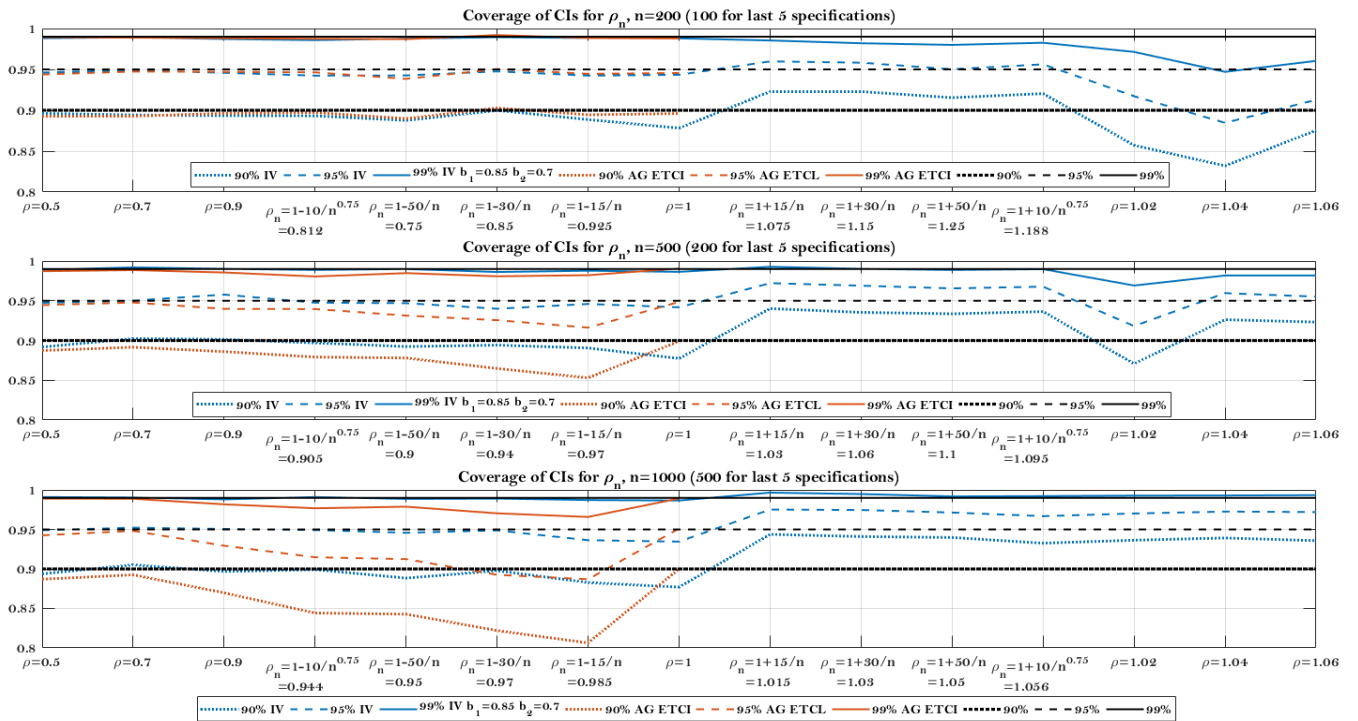 Coverage of CIs for ρn, n=200 (100 for last 5 specifications)
1
0.95
0.9
0.85
0.8
90% IV 95% IV 99% IV b1=0.85 b2=0.7 90% AG ETCI 95% AG ETCL 99% AG ETCI 90% 95% 99%
ρ=0.5 ρ=0.7 ρ=0.9 ρn=1-10/n^0.75 ρn=1-50/n ρn=1-30/n ρn=1-15/n ρ=1 ρn=1+15/n ρn=1+30/n ρn=1+50/n ρn=1+10/n^0.75 ρ=1.02 ρ=1.04 ρ=1.06
=0.812 =0.75 =0.85 =0.925 =1.075 =1.15 =1.25 =1.188
Coverage of CIs for ρn, n=500 (200 for last 5 specifications)
1
0.95
0.9
0.85
0.8
90% IV 95% IV 99% IV b1=0.85 b2=0.7 90% AG ETCI 95% AG ETCL 99% AG ETCI 90% 95% 99%
ρ=0.5 ρ=0.7 ρ=0.9 ρn=1-10/n^0.75 ρn=1-50/n ρn=1-30/n ρn=1-15/n ρ=1 ρn=1+15/n ρn=1+30/n ρn=1+50/n ρn=1+10/n^0.75 ρ=1.02 ρ=1.04 ρ=1.06
=0.905 =0.9 =0.94 =0.97 =1.03 =1.06 =1.1 =1.095
Coverage of CIs for ρn, n=1000 (500 for last 5 specifications)
1
0.95
0.9
0.85
0.8
ρ=0.5 ρ=0.7 ρ=0.9 ρn=1-10/n^0.75 ρn=1-50/n ρn=1-30/n ρn=1-15/n ρ=1 ρn=1+15/n ρn=1+30/n ρn=1+50/n ρn=1+10/n^0.75 ρ=1.02 ρ=1.04 ρ=1.06
=0.944 =0.95 =0.97 =0.985 =1.015 =1.03 =1.05 =1.056
90% IV 95% IV 99% IV b1=0.85 b2=0.7 90% AG ETCI 95% AG ETCL 99% AG ETCI 90% 95% 99%